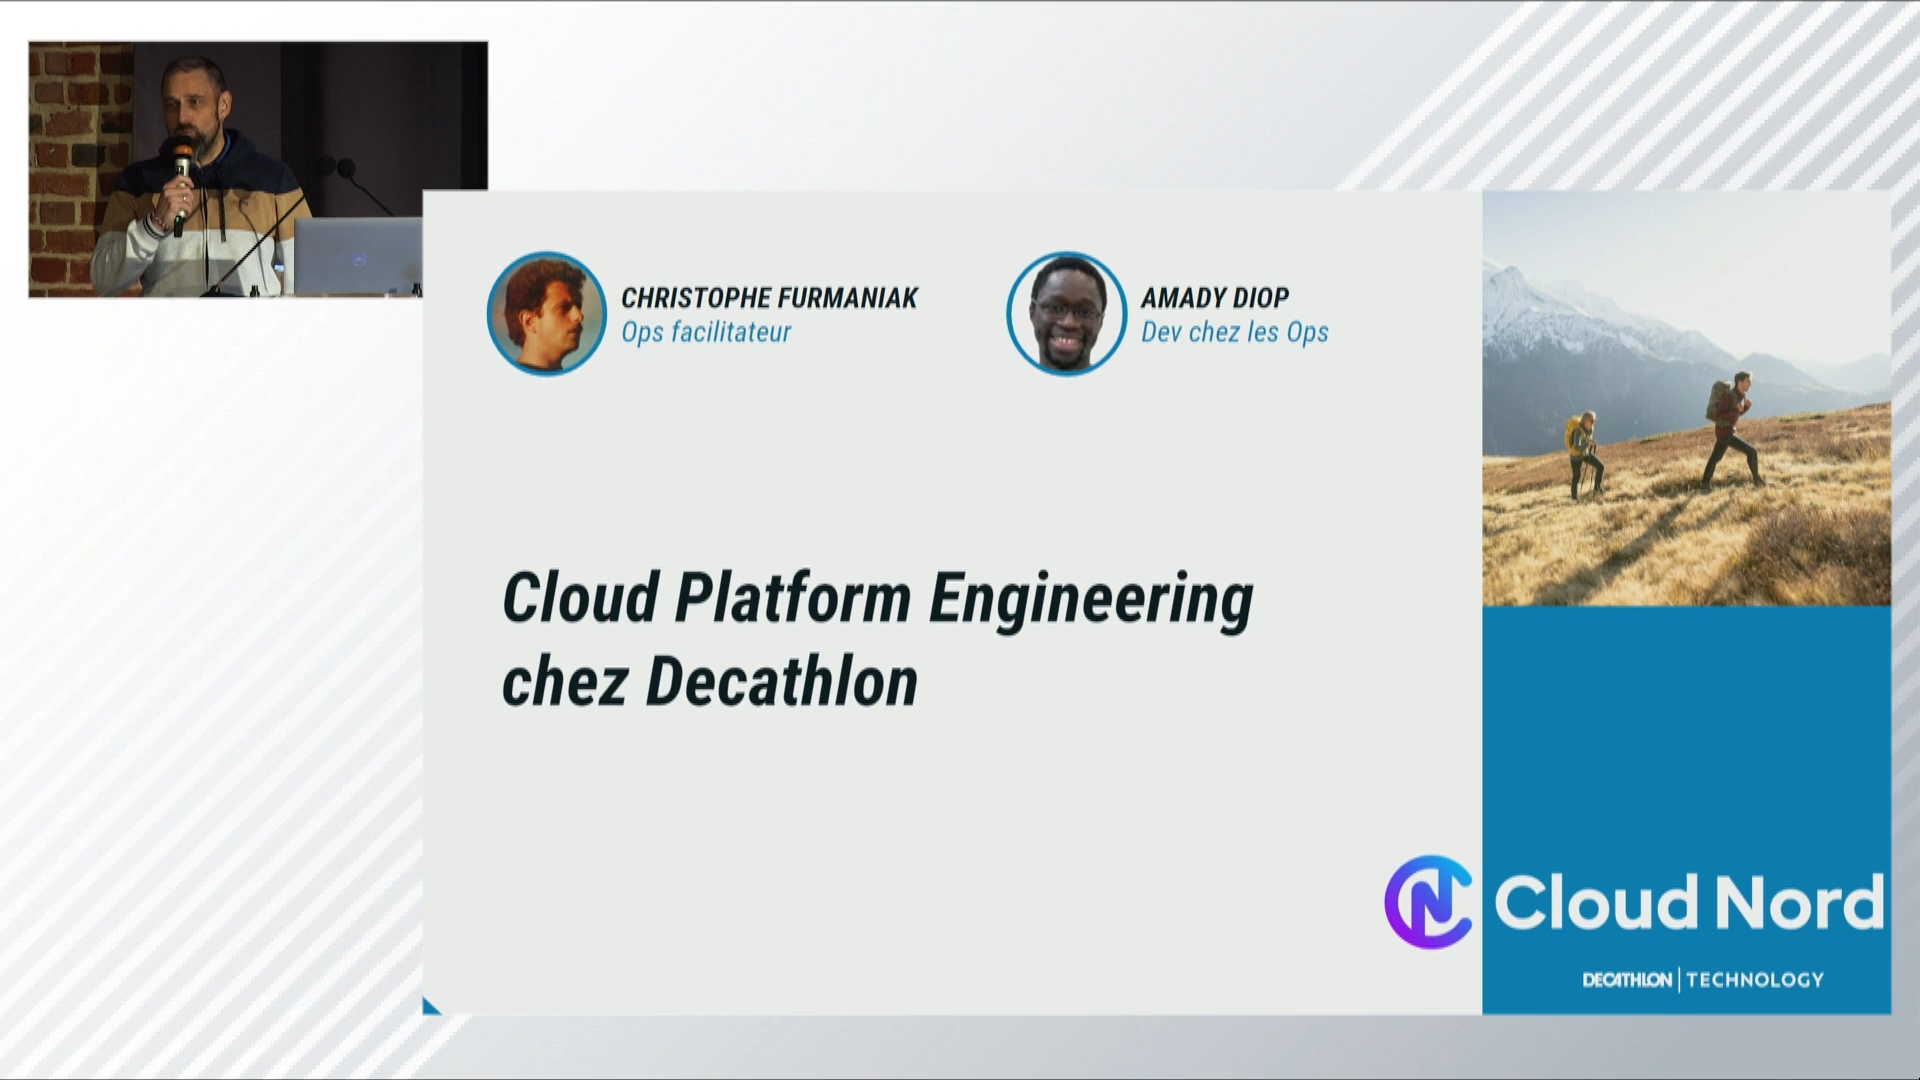 CHRISTOPHE FURMANIAK
Ops facilitateur
AMADY DIOP
Dev chez les Ops
Cloud Platform Engineering
chez Decathlon
Cloud Nord
DECATHLON | TECHNOLOGY